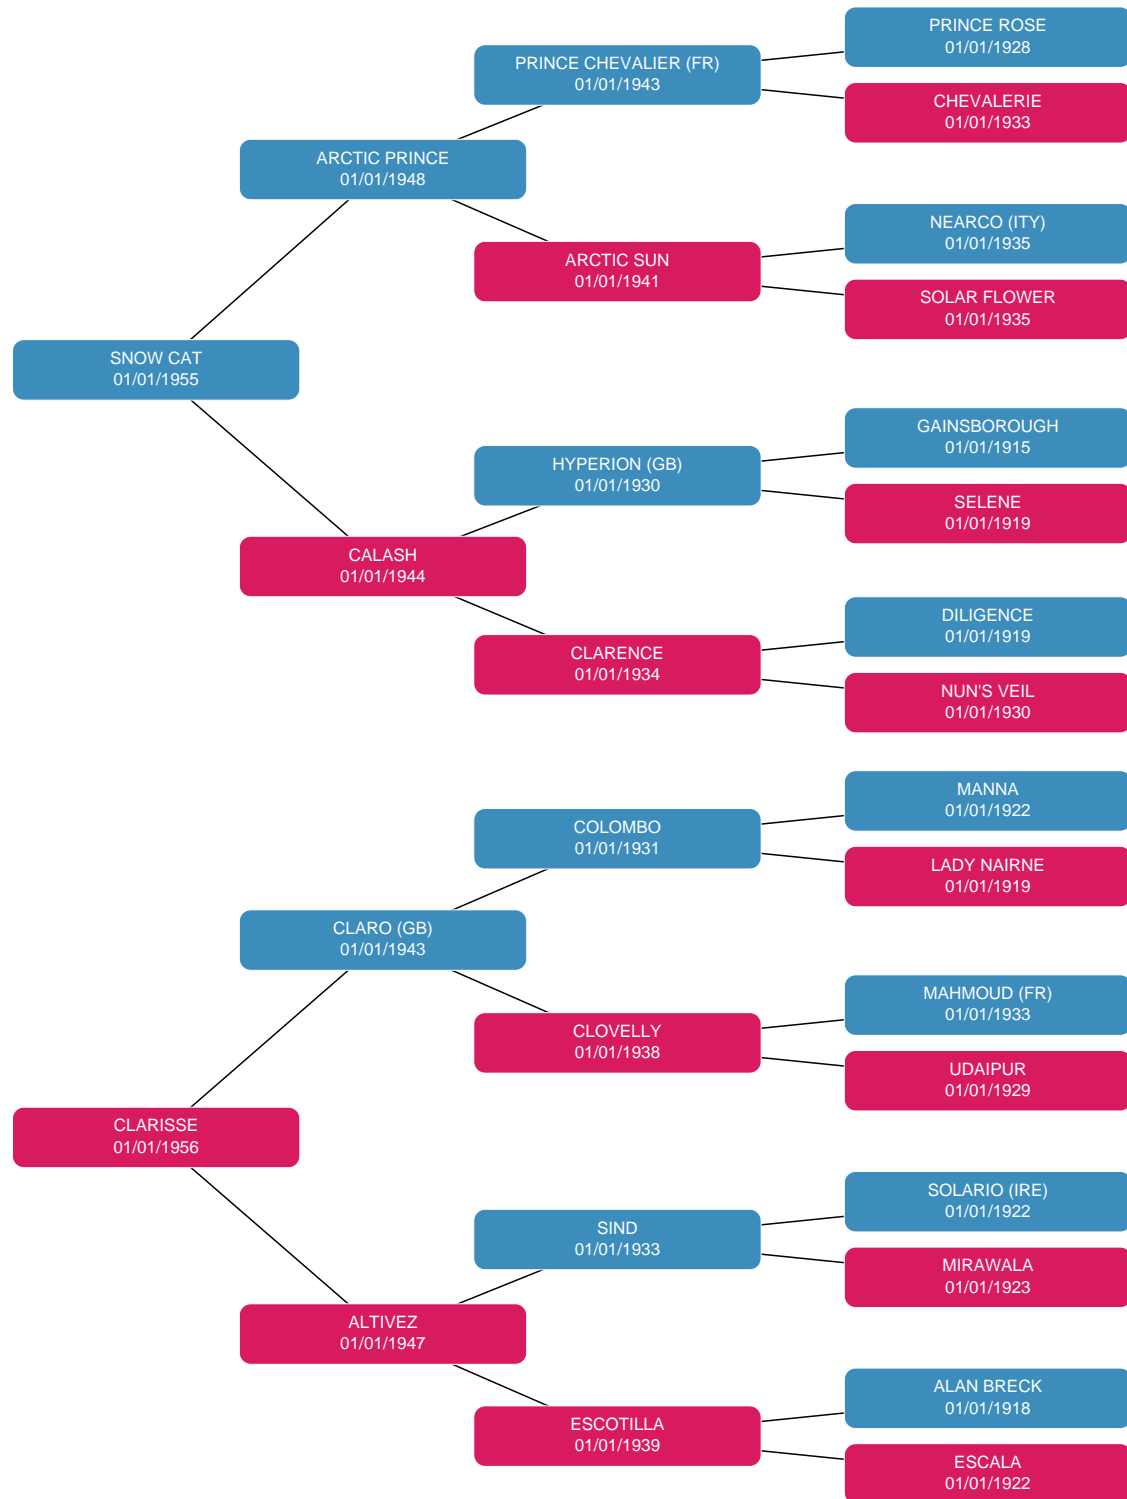 PRINCE ROSE
01/01/1928
PRINCE CHEVALIER (FR)
01/01/1943
CHEVALERIE
01/01/1933
ARCTIC PRINCE
01/01/1948
NEARCO (ITY)
01/01/1935
ARCTIC SUN
01/01/1941
SOLAR FLOWER
01/01/1935
SNOW CAT
01/01/1955
GAINSBOROUGH
01/01/1915
HYPERION (GB)
01/01/1930
SELENE
01/01/1919
CALASH
01/01/1944
DILIGENCE
01/01/1919
CLARENCE
01/01/1934
NUN'S VEIL
01/01/1930
MANNA
01/01/1922
COLOMBO
01/01/1931
LADY NAIRNE
01/01/1919
CLARO (GB)
01/01/1943
MAHMOUD (FR)
01/01/1933
CLOVELLY
01/01/1938
UDAIPUR
01/01/1929
CLARISSE
01/01/1956
SOLARIO (IRE)
01/01/1922
SIND
01/01/1933
MIRAWALA
01/01/1923
ALTIVEZ
01/01/1947
ALAN BRECK
01/01/1918
ESCOTILLA
01/01/1939
ESCALA
01/01/1922